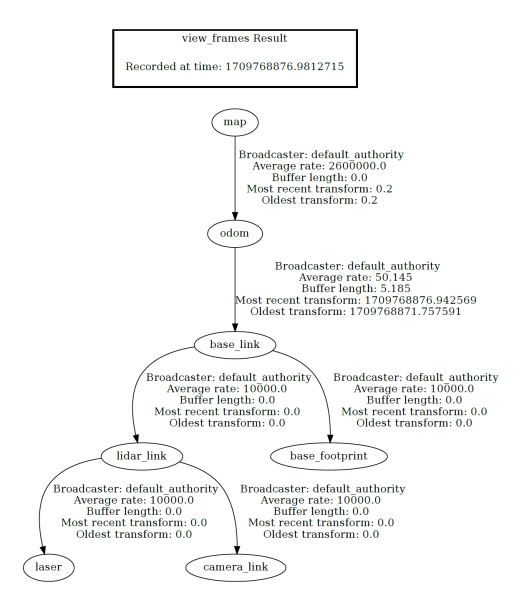 view_frames Result
Recorded at time: 1709768876.9812715
map
Broadcaster: default_authority
Average rate: 2600000.0
Buffer length: 0.0
Most recent transform: 0.2
Oldest transform: 0.2
odom
Broadcaster: default_authority
Average rate: 50.145
Buffer length: 5.185
Most recent transform: 1709768876.942569
Oldest transform: 1709768871.757591
base_link
Broadcaster: default_authority
Average rate: 10000.0
Buffer length: 0.0
Most recent transform: 0.0
Oldest transform: 0.0
Broadcaster: default_authority
Average rate: 10000.0
Buffer length: 0.0
Most recent transform: 0.0
Oldest transform: 0.0
lidar_link
base_footprint
Broadcaster: default_authority
Average rate: 10000.0
Buffer length: 0.0
Most recent transform: 0.0
Oldest transform: 0.0
Broadcaster: default_authority
Average rate: 10000.0
Buffer length: 0.0
Most recent transform: 0.0
Oldest transform: 0.0
laser
camera_link